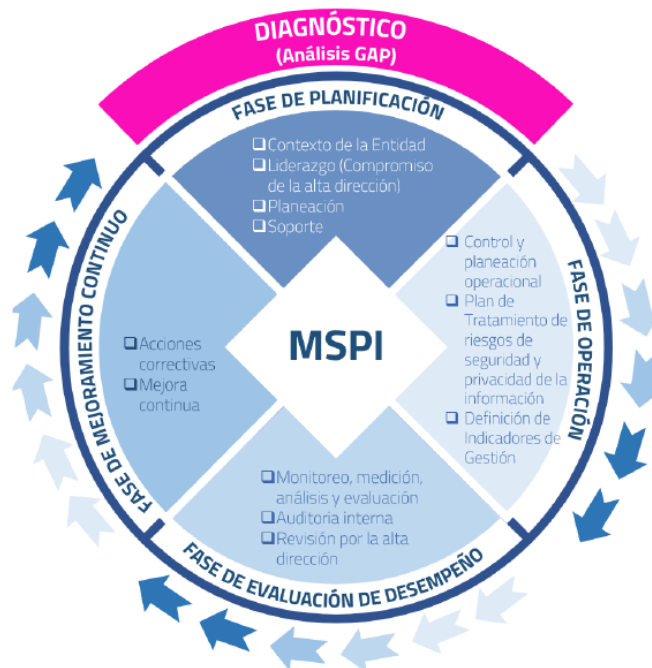 DIAGNÓSTICO
(Análisis GAP)
FASE DE PLANIFICACIÓN
❑Contexto de la Entidad
❑Liderazgo (Compromiso
de la alta dirección)
❑Planeación
❑Soporte
FASE DE OPERACIÓN
❑ Control y
planeación
operacional
❑ Plan de
Tratamiento de
riesgos de
seguridad y
privacidad de la
información
❑ Definición de
Indicadores de
Gestión
MSPI
FASE DE EVALUACIÓN DE DESEMPEÑO
❑Monitoreo, medición,
análisis y evaluación
❑Auditoria interna
❑Revisión por la alta
dirección
FASE DE MEJORAMIENTO CONTINUO
❑Acciones
correctivas
❑Mejora
continua